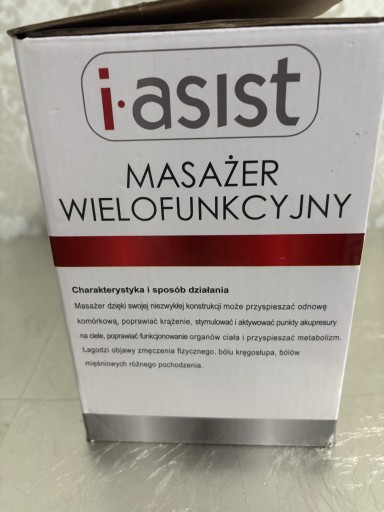 i·asist
MASAŻER
WIELOFUNKCYJNY
Charakterystyka i sposób działania
Masażer dzięki swojej niezwykłej konstrukcji może przyspieszać odnowę
komórkową, poprawiać krążenie, stymulować i aktywować punkty akupresury
na ciele, poprawiać funkcjonowanie organów ciała i przyspieszać metabolizm.
Łagodzi objawy zmęczenia fizycznego, bólu kręgosłupa, bólów
mięśniowych różnego pochodzenia.